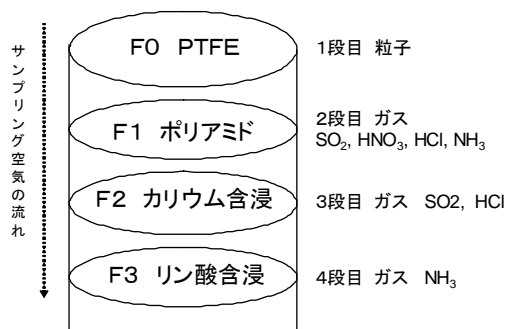 サンプリング空気の流れ
F0 PTFE
1段目 粒子
F1 ポリアミド
2段目 ガス
SO2, HNO3, HCl, NH3
F2 カリウム含浸
3段目 ガス SO2, HCl
F3 リン酸含浸
4段目 ガス NH3